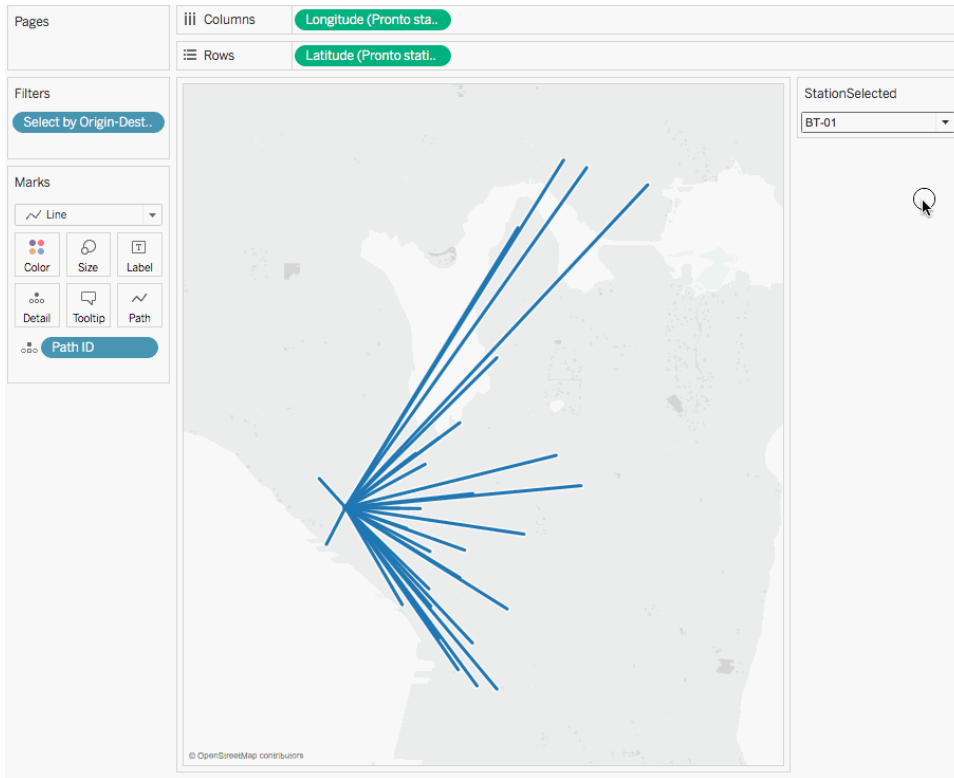 Pages
Columns
Longitude (Pronto sta..
Rows
Latitude (Pronto stati..
Filters
Select by Origin-Dest..
StationSelected
BT-01
Marks
Line
Color
Size
T
Label
Detail
Tooltip
Path
Path ID
© OpenStreetMap contributors